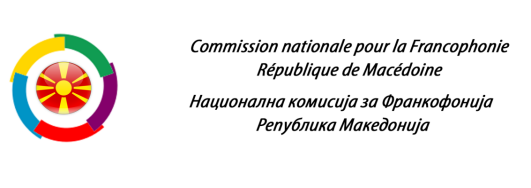 Commission nationale pour la Francophonie
République de Macédoine
Национална комисија за Франкофонија
Република Македонија